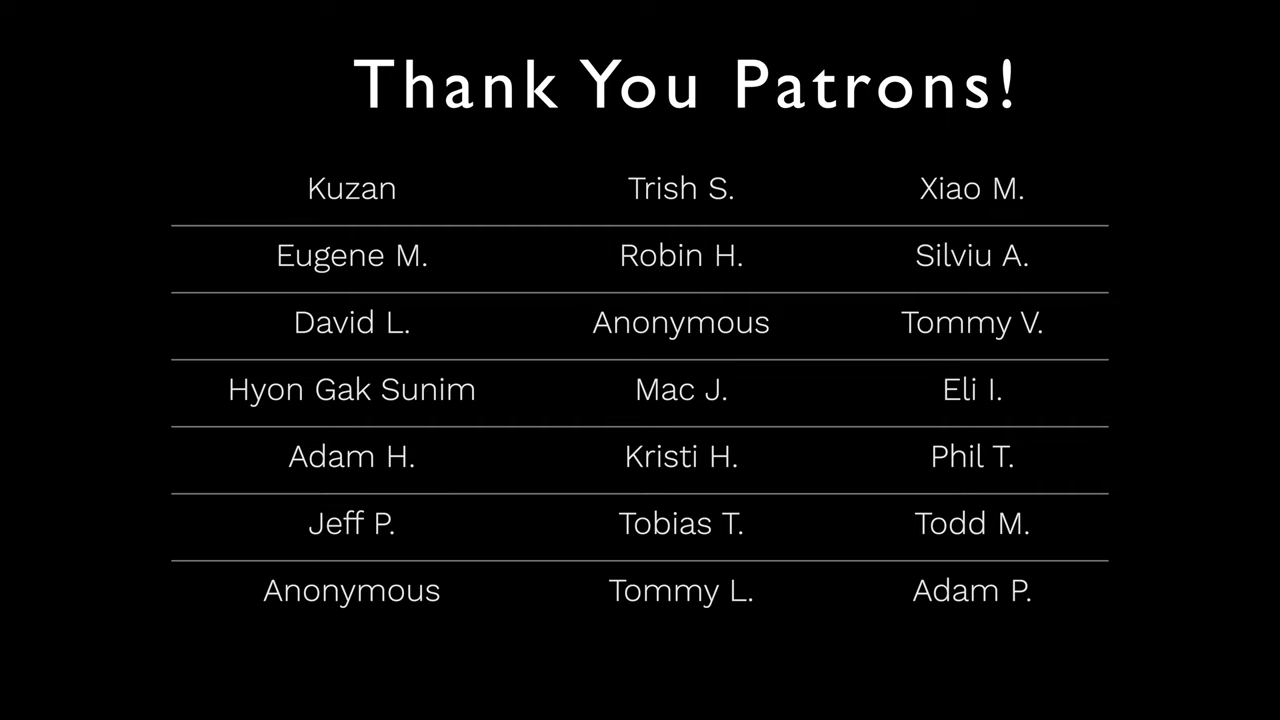 Thank You Patrons!
Kuzan Trish S. Xiao M.
Eugene M. Robin H. Silviu A.
David L. Anonymous Tommy V.
Hyon Gak Sunim Mac J. Eli I.
Adam H. Kristi H. Phil T.
Jeff P. Tobias T. Todd M.
Anonymous Tommy L. Adam P.